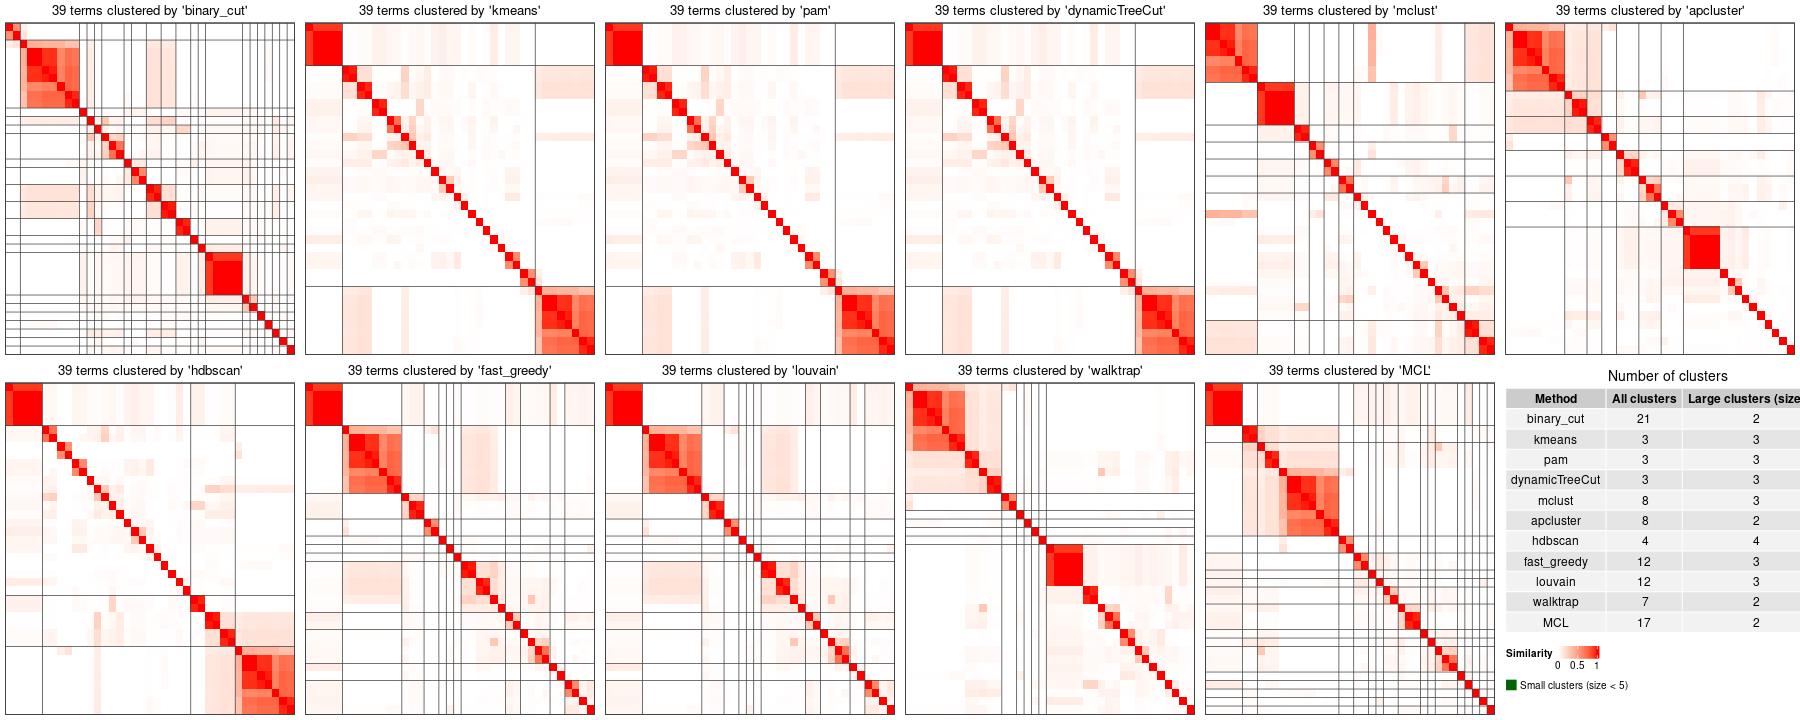 39 terms clustered by 'binary_cut'
39 terms clustered by 'kmeans'
39 terms clustered by 'pam'
39 terms clustered by 'dynamicTreeCut'
39 terms clustered by 'mclust'
39 terms clustered by 'apcluster'
39 terms clustered by 'hdbscan'
39 terms clustered by 'fast_greedy'
39 terms clustered by 'louvain'
39 terms clustered by 'walktrap'
39 terms clustered by 'MCL'
Number of clusters
Method All clusters Large clusters (size
binary_cut 21 2
kmeans 3 3
pam 3 3
dynamicTreeCut 3 3
mclust 8 3
apcluster 8 2
hdbscan 4 4
fast_greedy 12 3
louvain 12 3
walktrap 7 2
MCL 17 2
Similarity
0 0.5 1
Small clusters (size < 5)